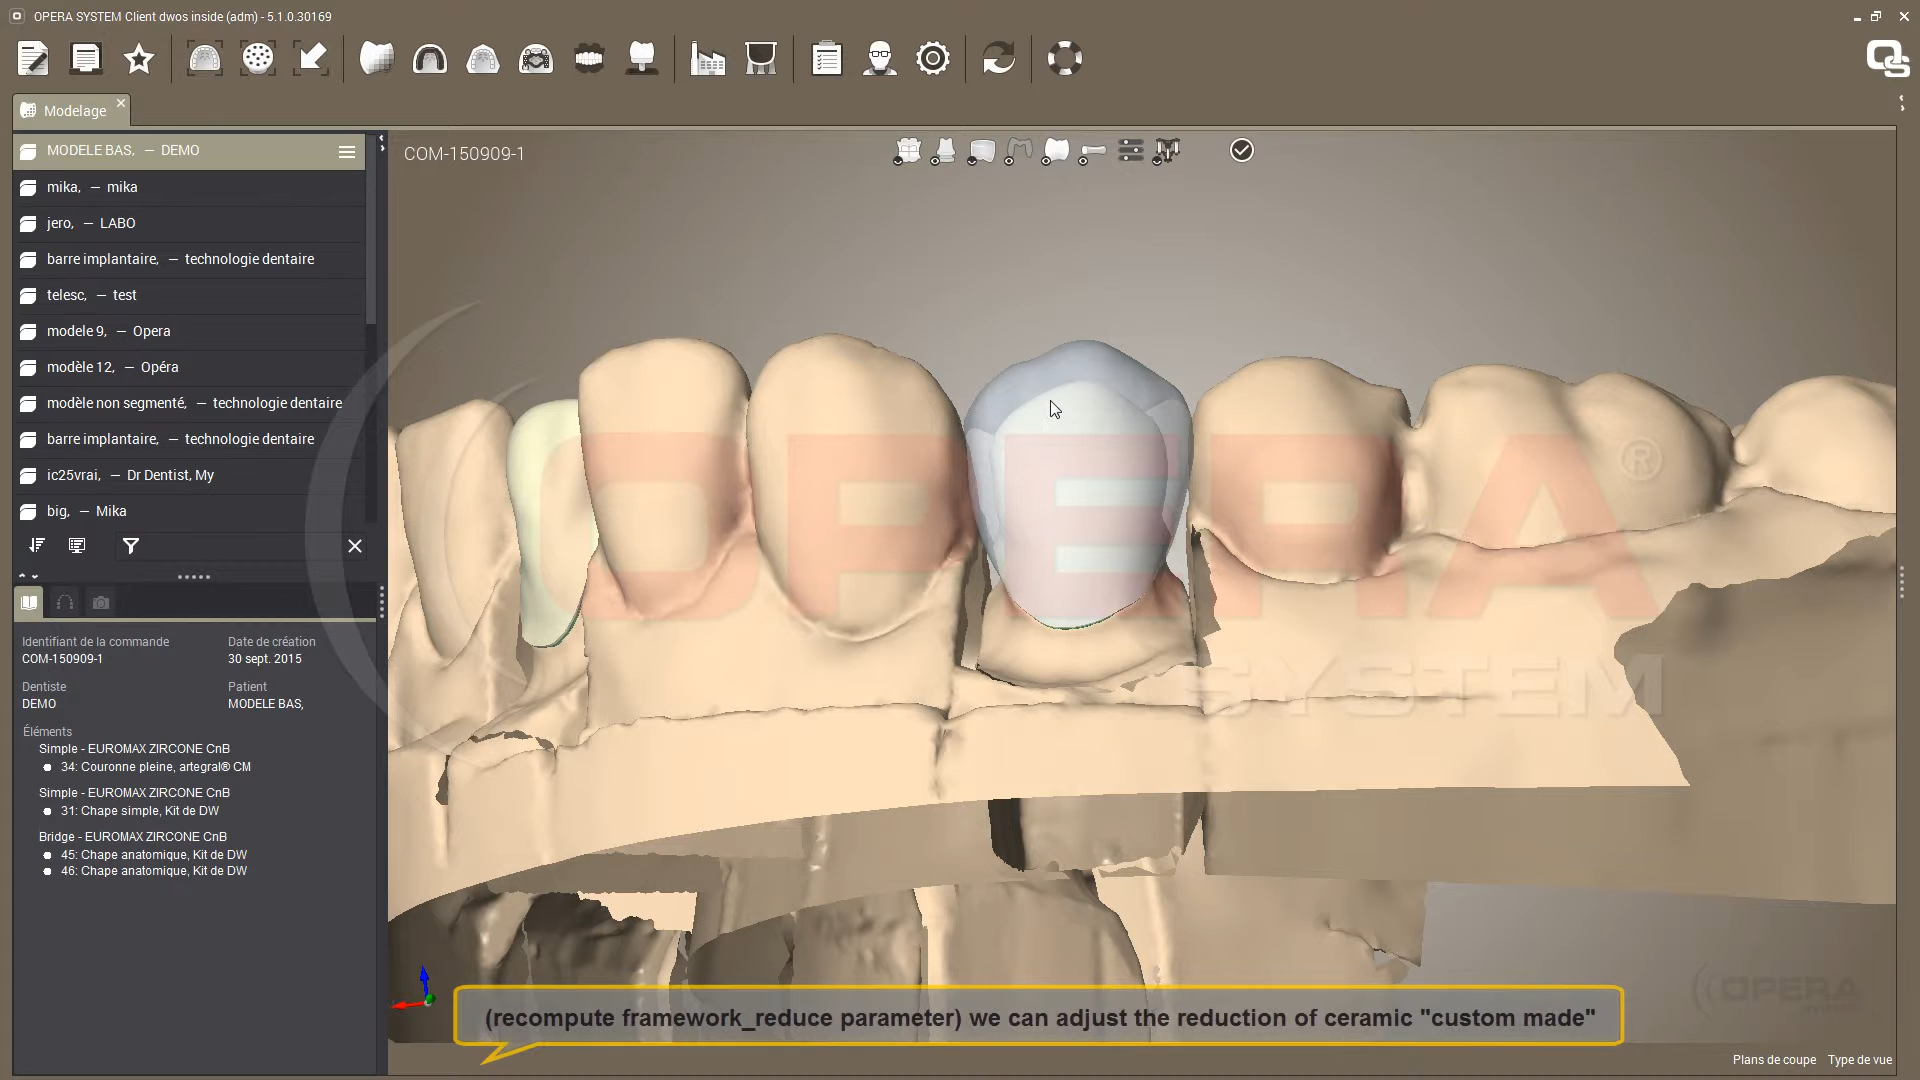 OPERA SYSTEM Client dwos inside (adm) - 5.1.0.30169
OS
Modelage
MODELE BAS, — DEMO
mika, — mika
jero, — LABO
barre implantaire, — technologie dentaire
telesc, — test
modele 9, — Opera
modèle 12, — Opéra
modèle non segmenté, — technologie dentaire
barre implantaire, — technologie dentaire
ic25vrai, — Dr Dentist, My
big, — Mika
Identifiant de la commande
COM-150909-1
Date de création
30 sept. 2015
Dentiste
DEMO
Patient
MODELE BAS,
Éléments
Simple - EUROMAX ZIRCONE CnB
34: Couronne pleine, artegral® CM
Simple - EUROMAX ZIRCONE CnB
31: Chape simple, Kit de DW
Bridge - EUROMAX ZIRCONE CnB
45: Chape anatomique, Kit de DW
46: Chape anatomique, Kit de DW
COM-150909-1
OPERA®
SYSTEM
OPERA
(recompute framework_reduce parameter) we can adjust the reduction of ceramic "custom made"
Plans de coupe Type de vue